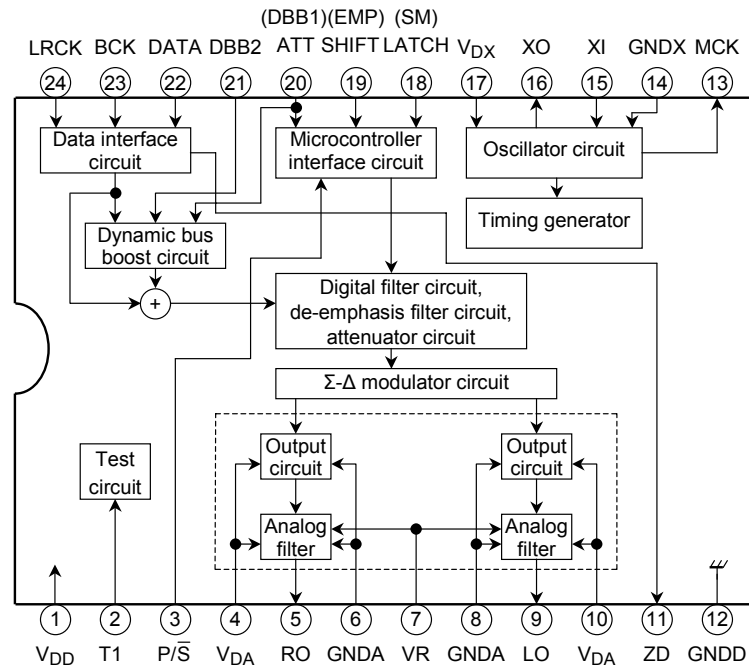 (DBB1)(EMP) (SM)
LRCK BCK DATA DBB2 ATT SHIFT LATCH VDX XO XI GNDX MCK
24 23 22 21 20 19 18 17 16 15 14 13
Data interface
circuit
Microcontroller
interface circuit
Oscillator circuit
Timing generator
Dynamic bus
boost circuit
+
Digital filter circuit,
de-emphasis filter circuit,
attenuator circuit
Σ-Δ modulator circuit
Test
circuit
Output
circuit
Output
circuit
Analog
filter
Analog
filter
1 2 3 4 5 6 7 8 9 10 11 12
VDD T1 P/S̅ VDA RO GNDA VR GNDA LO VDA ZD GNDD